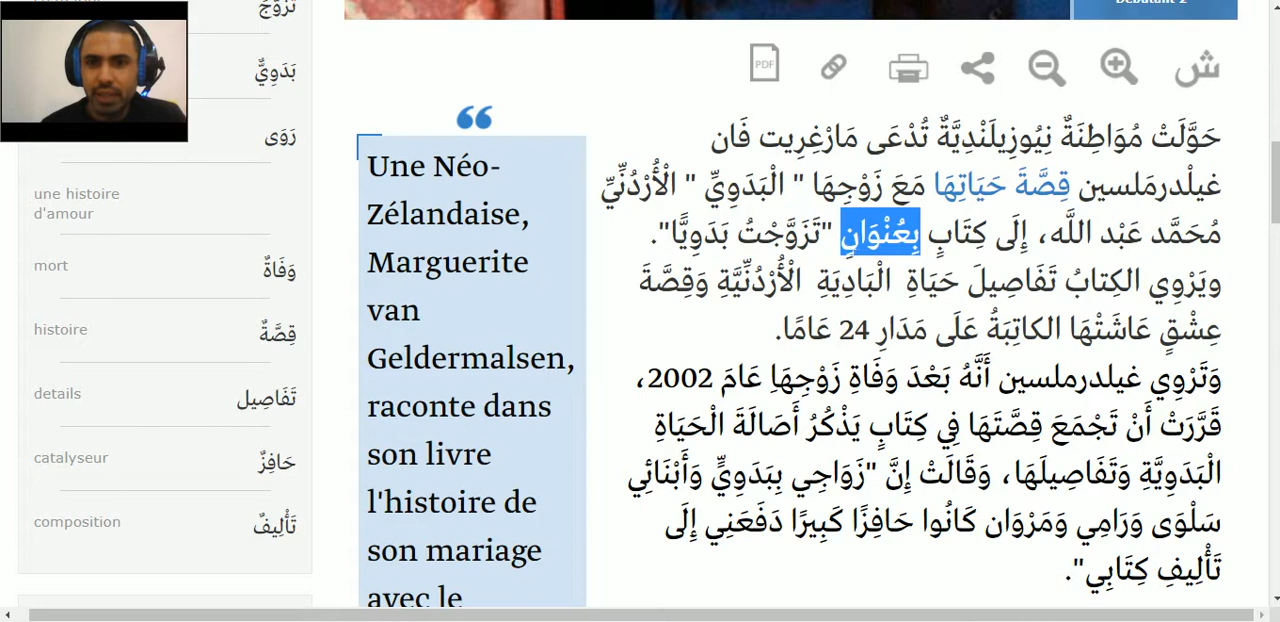 تَزَوَّجَ
بَدَوِيٌّ
رَوَى
une histoire d'amour
mort
وَفَاةٌ
histoire
قِصَّةٌ
details
تَفَاصِيل
catalyseur
حَافِزٌ
composition
تَأْلِيفٌ
Débutant 2
PDF
ش
“
Une Néo-
Zélandaise,
Marguerite
van
Geldermalsen,
raconte dans
son livre
l'histoire de
son mariage
avec le
حَوَّلَتْ مُوَاطِنَةٌ نِيُوزِيلَنْدِيَّةٌ تُدْعَى مَارْغِرِيت فَان
غيلْدرمَلسين قِصَّةَ حَيَاتِهَا مَعَ زَوْجِهَا " الْبَدَوِيِّ " الْأُرْدُنِّيِّ
مُحَمَّد عَبْد اللَّه، إِلَى كِتَابٍ بِعُنْوَانٍ "تَزَوَّجْتُ بَدَوِيًّا".
ويَرْوِي الكِتابُ تَفَاصِيلَ حَيَاةِ الْبَادِيَةِ الْأُرْدُنِّيَّةِ وَقِصَّةَ
عِشْقٍ عَاشَتْهَا الكاتِبَةُ عَلَى مَدَارِ 24 عَامًا.
وَتَرْوِي غيلدرملسين أَنَّهُ بَعْدَ وَفَاةِ زَوْجِهَا عَامَ 2002،
قَرَّرَتْ أَنْ تَجْمَعَ قِصَّتَهَا فِي كِتَابٍ يَذْكُرُ أَصَالَةَ الْحَيَاةِ
الْبَدَوِيَّةِ وَتَفَاصِيلَهَا، وَقَالَتْ إِنَّ "زَوَاجِي بِبَدَوِيٍّ وَأَبْنَائِي
سَلْوَى وَرَامِي وَمَرْوَان كَانُوا حَافِزًا كَبِيرًا دَفَعَنِي إِلَى
تَأْلِيفِ كِتَابِي".